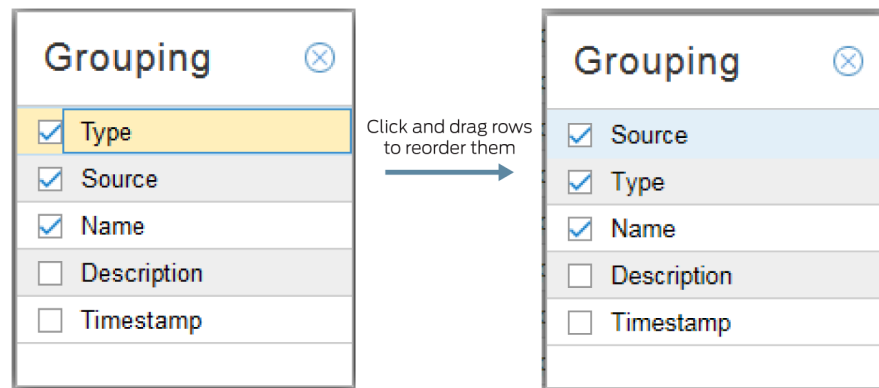 Grouping
Type
Source
Name
Description
Timestamp
Click and drag rows
to reorder them
Grouping
Source
Type
Name
Description
Timestamp